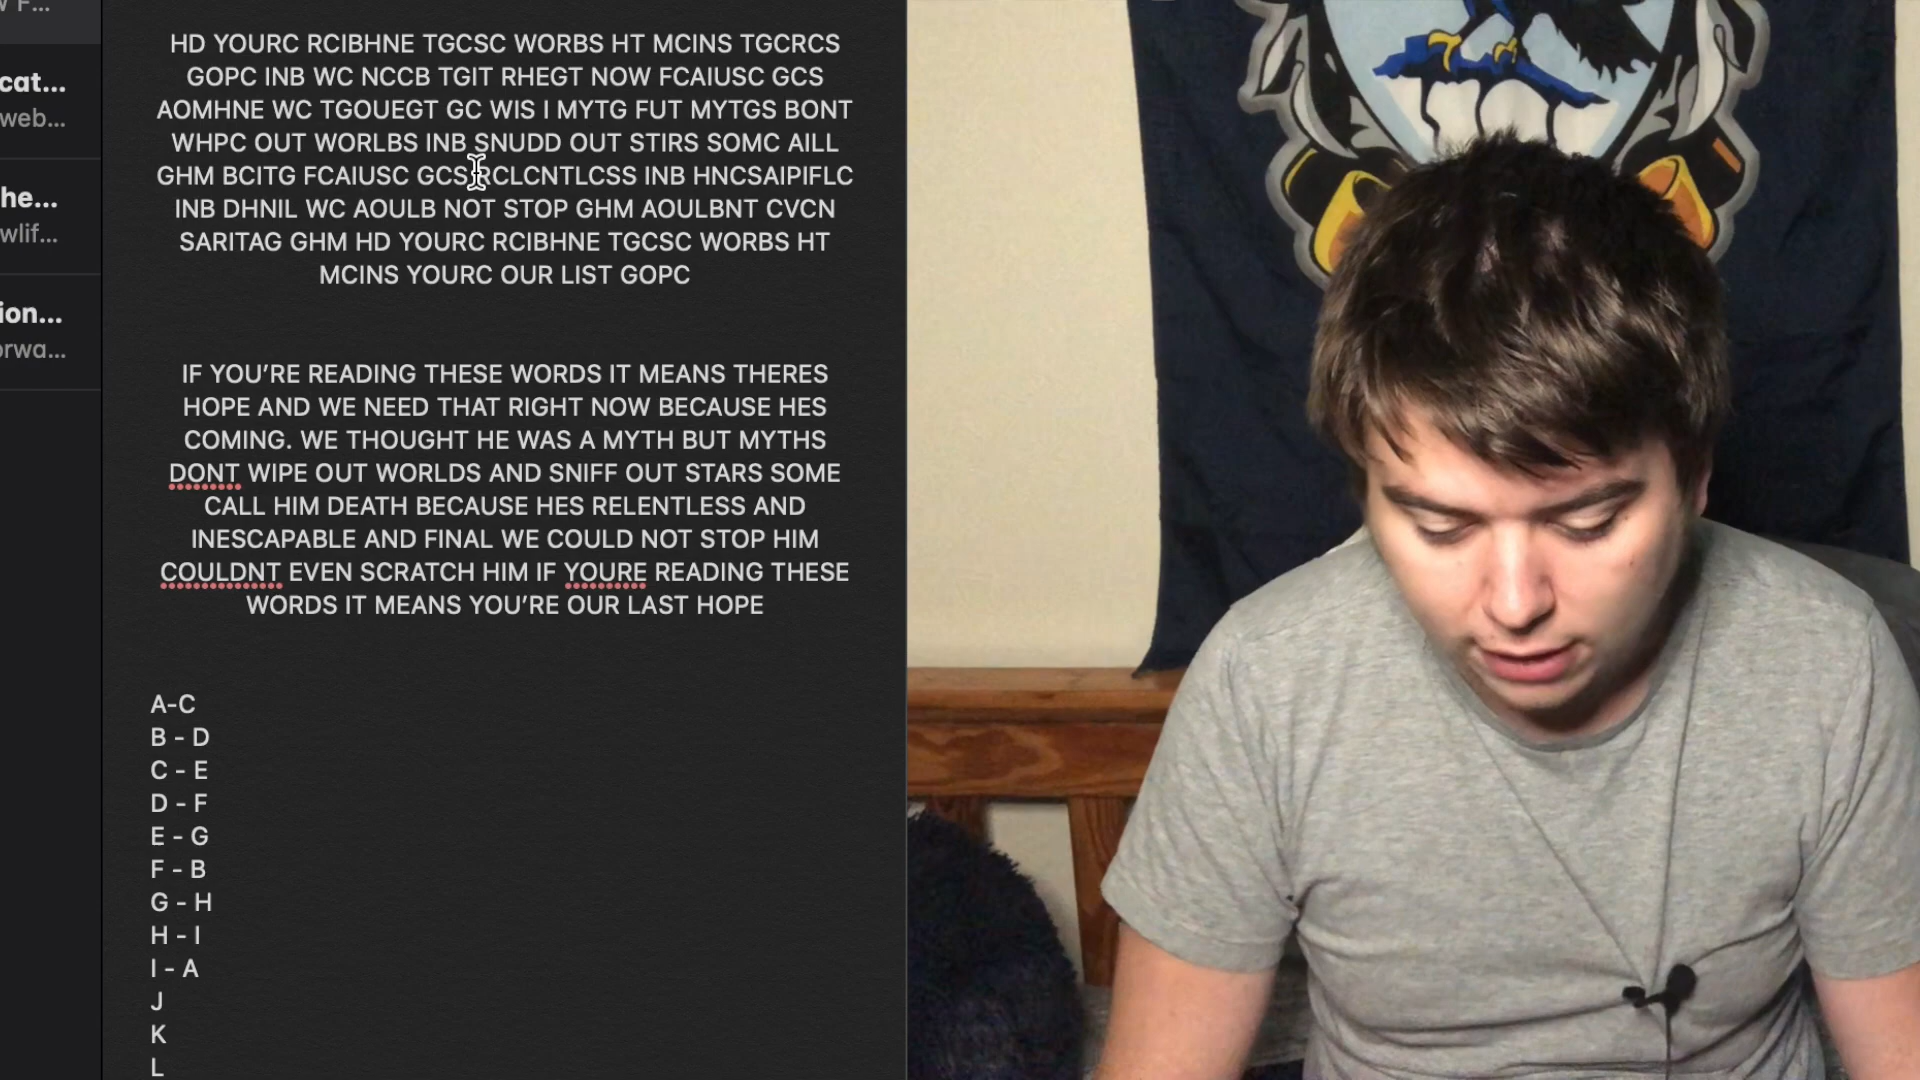 cat...
web...
he...
wlif...
ion...
orwa...
HD YOURC RCIBHNE TGCSC WORBS HT MCINS TGCRCS
GOPC INB WC NCCB TGIT RHEGT NOW FCAIUSC GCS
AOMHNE WC TGOUEGT GC WIS I MYTG FUT MYTGS BONT
WHPC OUT WORLBS INB SNUDD OUT STIRS SOMC AILL
GHM BCITG FCAIUSC GCS RCLCNTLCSS INB HNCSAIPIFLC
INB DHNIL WC AOULB NOT STOP GHM AOULBNT CVCN
SARITAG GHM HD YOURC RCIBHNE TGCSC WORBS HT
MCINS YOURC OUR LIST GOPC
IF YOU’RE READING THESE WORDS IT MEANS THERES
HOPE AND WE NEED THAT RIGHT NOW BECAUSE HES
COMING. WE THOUGHT HE WAS A MYTH BUT MYTHS
DONT WIPE OUT WORLDS AND SNIFF OUT STARS SOME
CALL HIM DEATH BECAUSE HES RELENTLESS AND
INESCAPABLE AND FINAL WE COULD NOT STOP HIM
COULDNT EVEN SCRATCH HIM IF YOURE READING THESE
WORDS IT MEANS YOU’RE OUR LAST HOPE
A-C
B - D
C - E
D - F
E - G
F - B
G - H
H - I
I - A
J
K
L